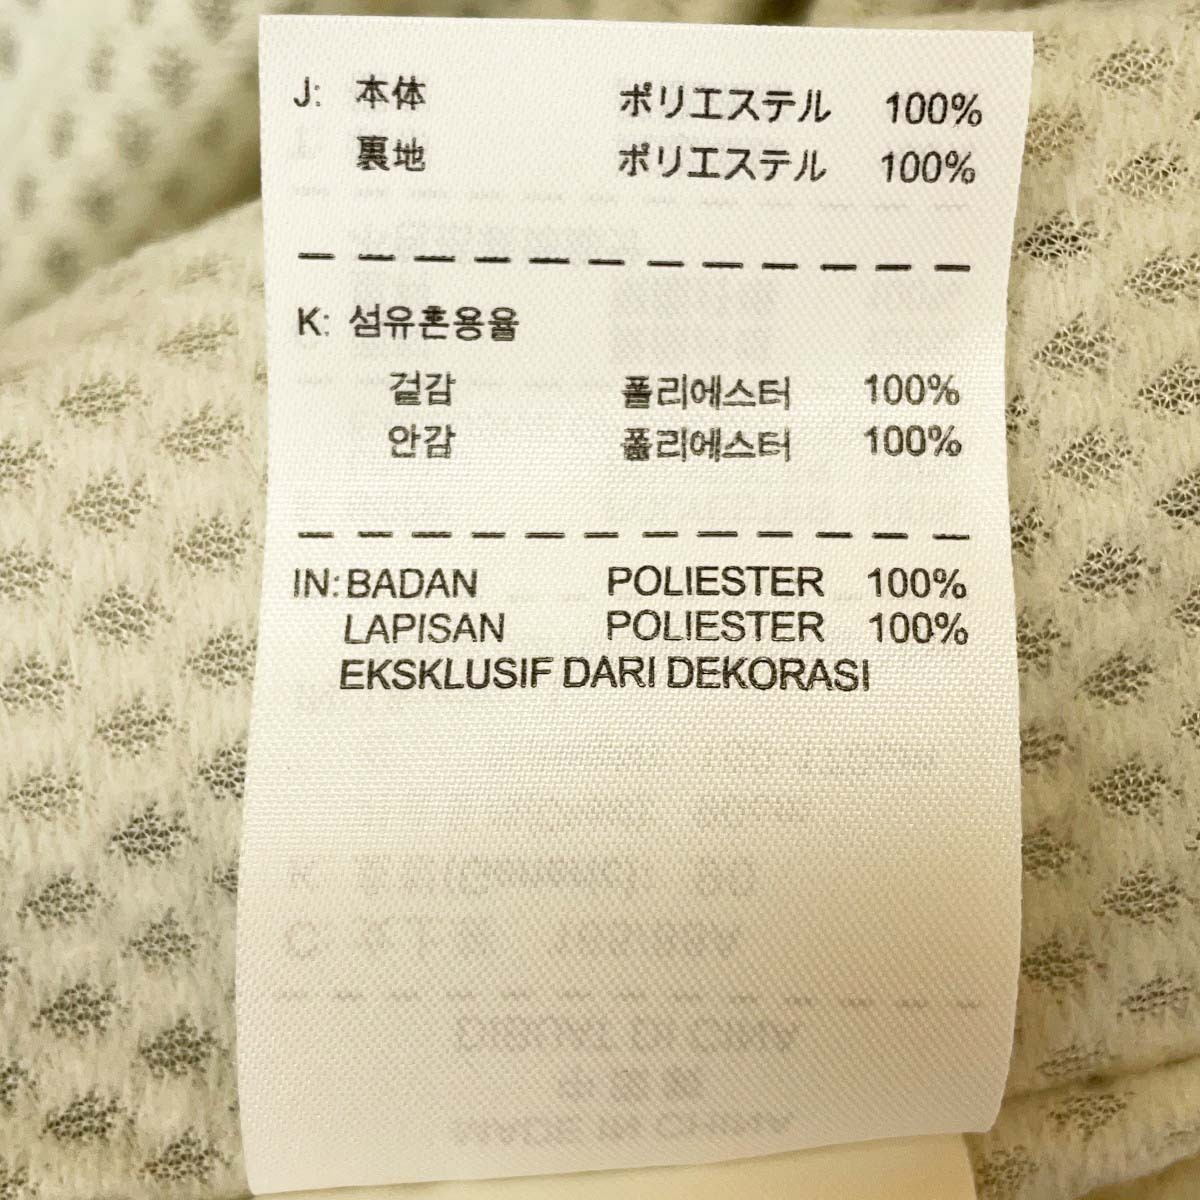 J: 本体 ポリエステル 100%
裏地 ポリエステル 100%
K: 섬유혼용율
겉감 폴리에스터 100%
안감 폴리에스터 100%
IN: BADAN POLIESTER 100%
LAPISAN POLIESTER 100%
EKSKLUSIF DARI DEKORASI